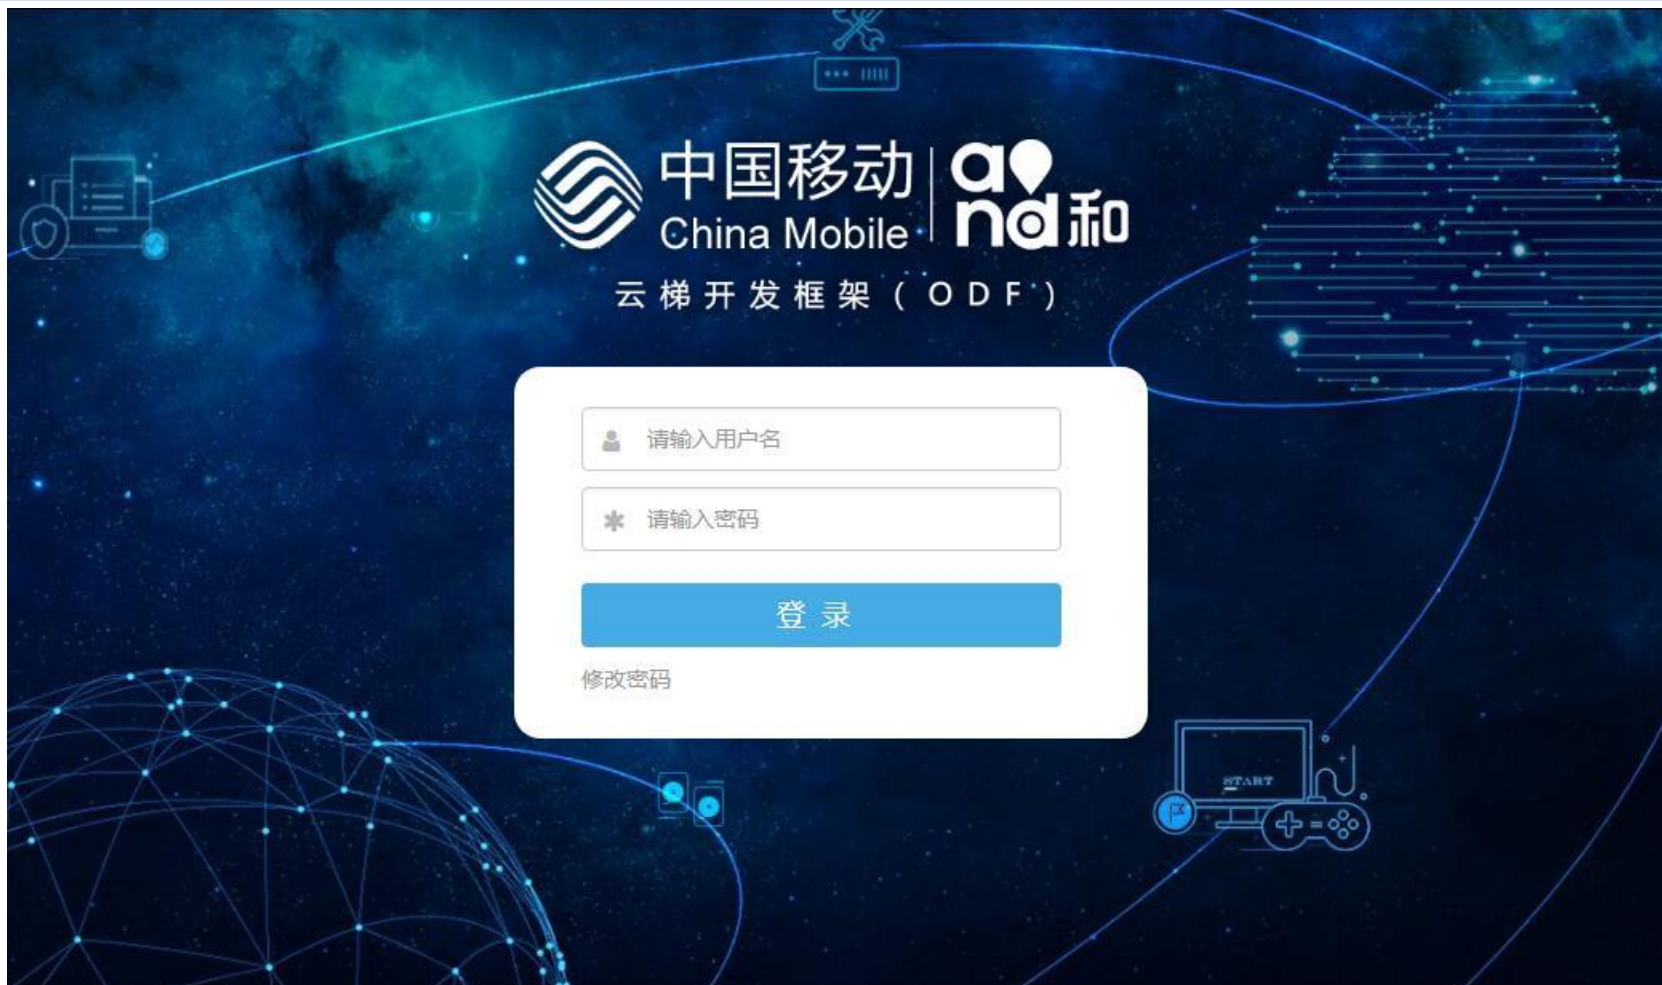 中国移动 and和
China Mobile
云梯开发框架(ODF)
请输入用户名
请输入密码
登录
修改密码
START